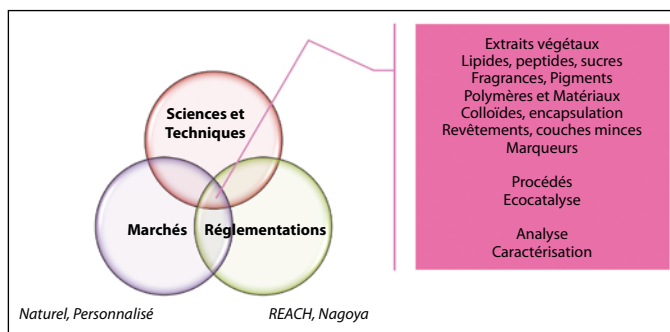 Sciences et
Techniques
Marchés
Réglementations
Naturel, Personnalisé
REACH, Nagoya
Extraits végétaux
Lipides, peptides, sucres
Fragrances, Pigments
Polymères et Matériaux
Colloïdes, encapsulation
Revêtements, couches minces
Marqueurs
Procédés
Ecocatalyse
Analyse
Caractérisation